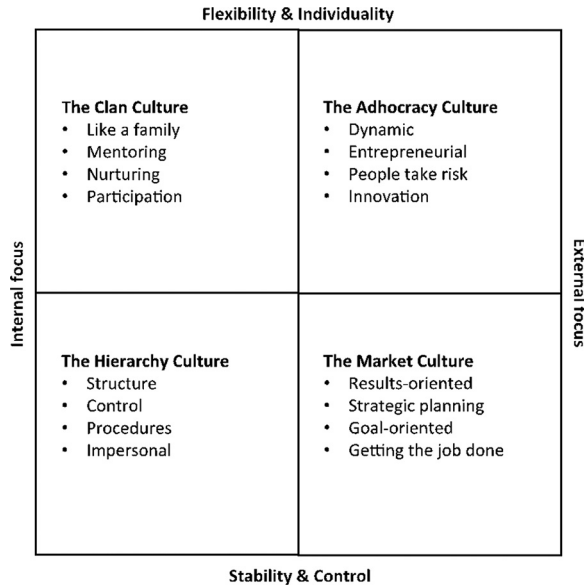 Flexibility & Individuality
The Clan Culture
• Like a family
• Mentoring
• Nurturing
• Participation
The Adhocracy Culture
• Dynamic
• Entrepreneurial
• People take risk
• Innovation
Internal focus
External focus
The Hierarchy Culture
• Structure
• Control
• Procedures
• Impersonal
The Market Culture
• Results-oriented
• Strategic planning
• Goal-oriented
• Getting the job done
Stability & Control